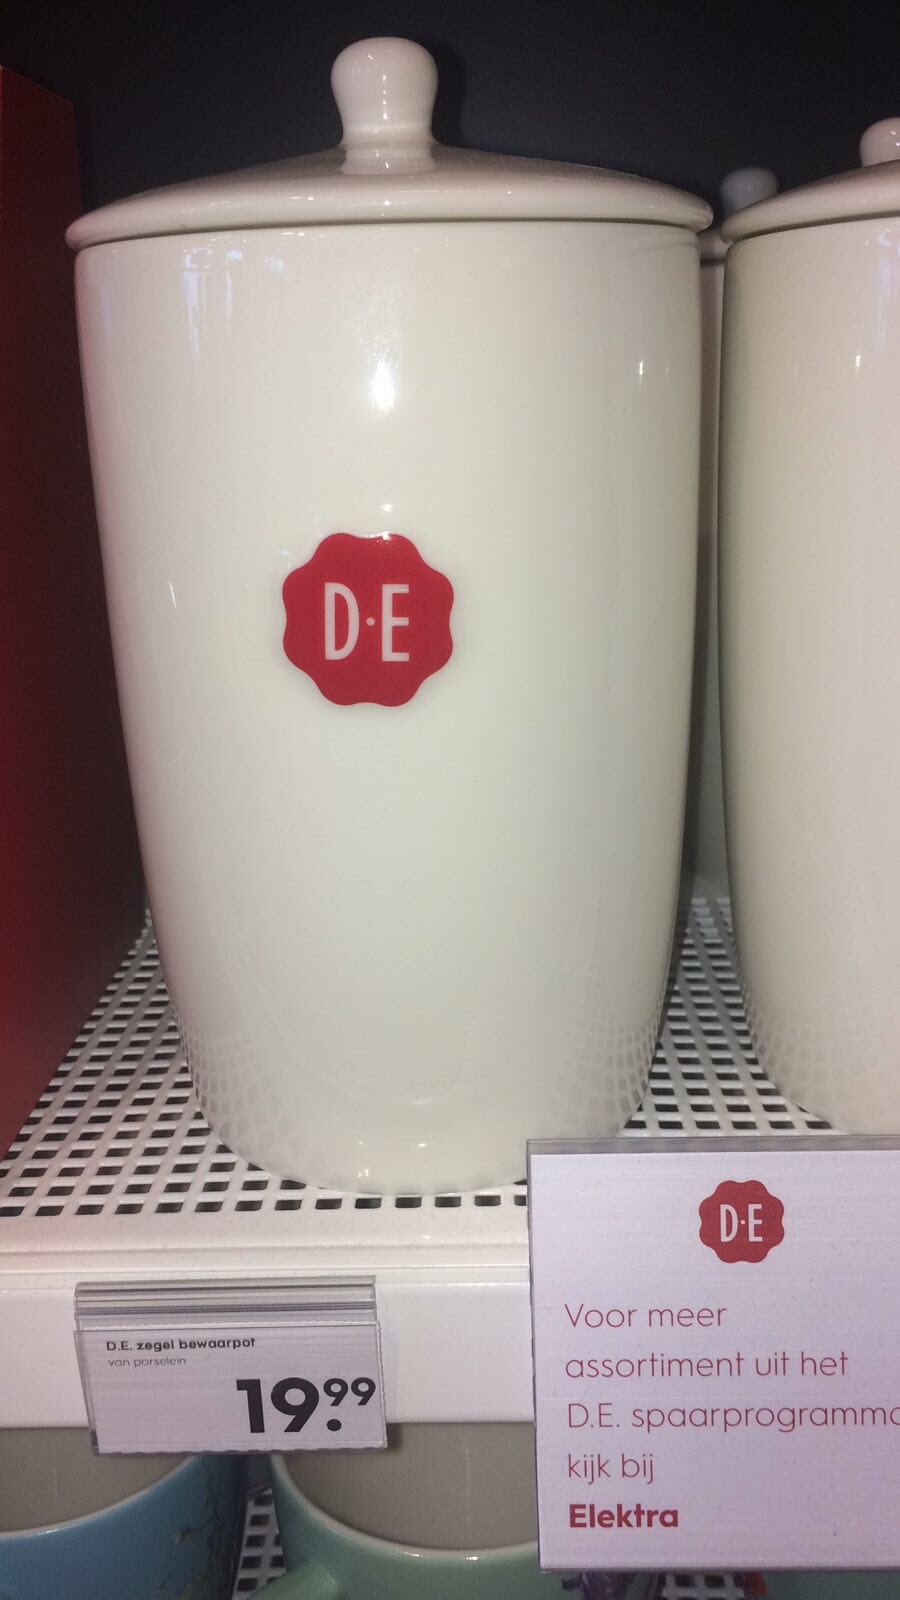 D·E
D.E. zegel bewaarpot
van porselein
19.99
D·E
Voor meer
assortiment uit het
D.E. spaarprogramma
kijk bij
Elektra